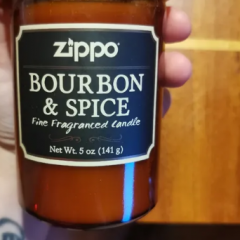 zippo
BOURBON
& SPICE
Fine Fragranced Candle
Net Wt. 5 oz (141 g)